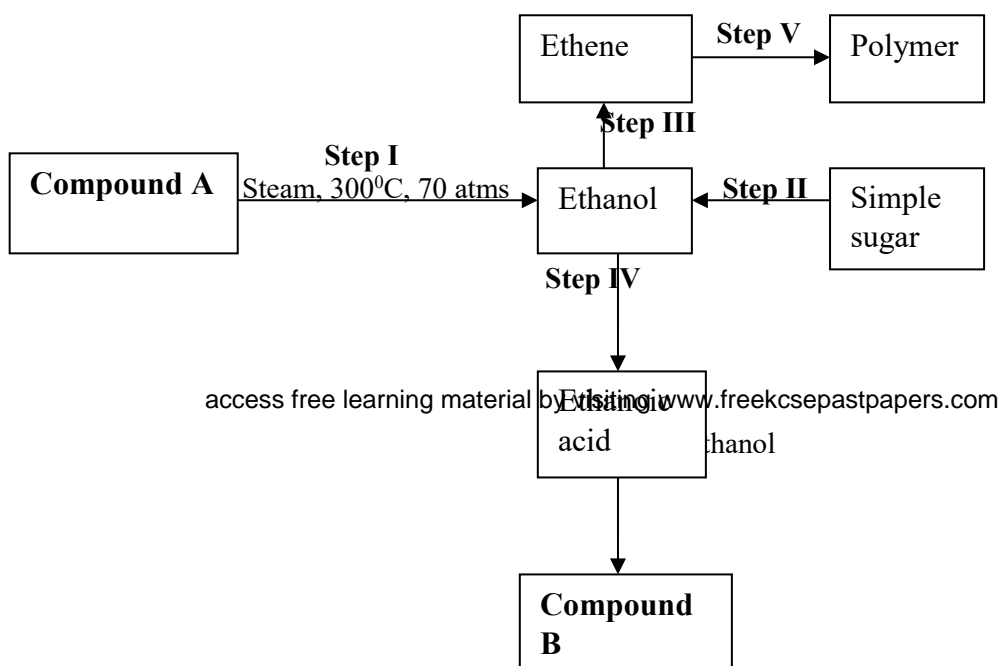 Ethene
Step V
Polymer
Step III
Step I
Compound A
Steam, 300⁰C, 70 atms
Ethanol
Step II
Simple
sugar
Step IV
access free learning material by visiting www.freekcsepastpapers.com
Ethanoic
acid
thanol
Compound
B